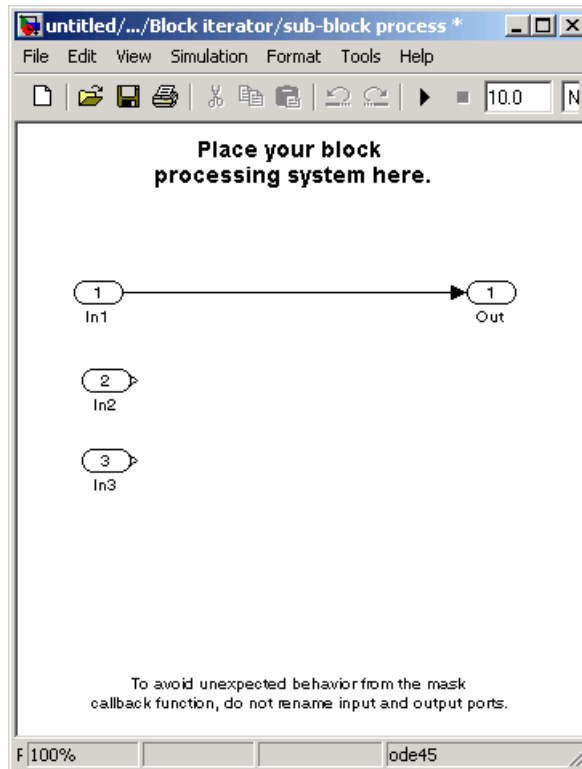 untitled/.../Block iterator/sub-block process *
File Edit View Simulation Format Tools Help
10.0 N
Place your block
processing system here.
1 1
In1 Out
2
In2
3
In3
To avoid unexpected behavior from the mask
callback function, do not rename input and output ports.
F 100% ode45